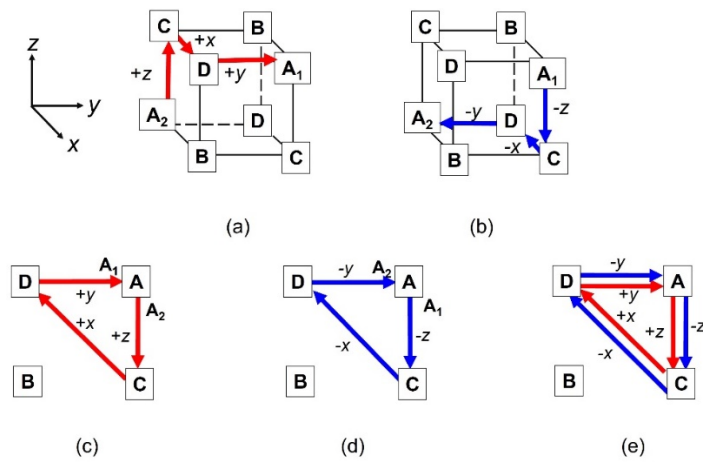 C B
+x
D A₁
+z +y
A₂ D
B C
z
y
x
(a)
C B
D A₁
-z
A₂ -y D
-x
B C
(b)
A₁
D A
+y A₂
+x +z
B C
(c)
D -y A₂ A
A₁
-x -z
B C
(d)
-y
D A
+y
+x +z -z
-x
B C
(e)